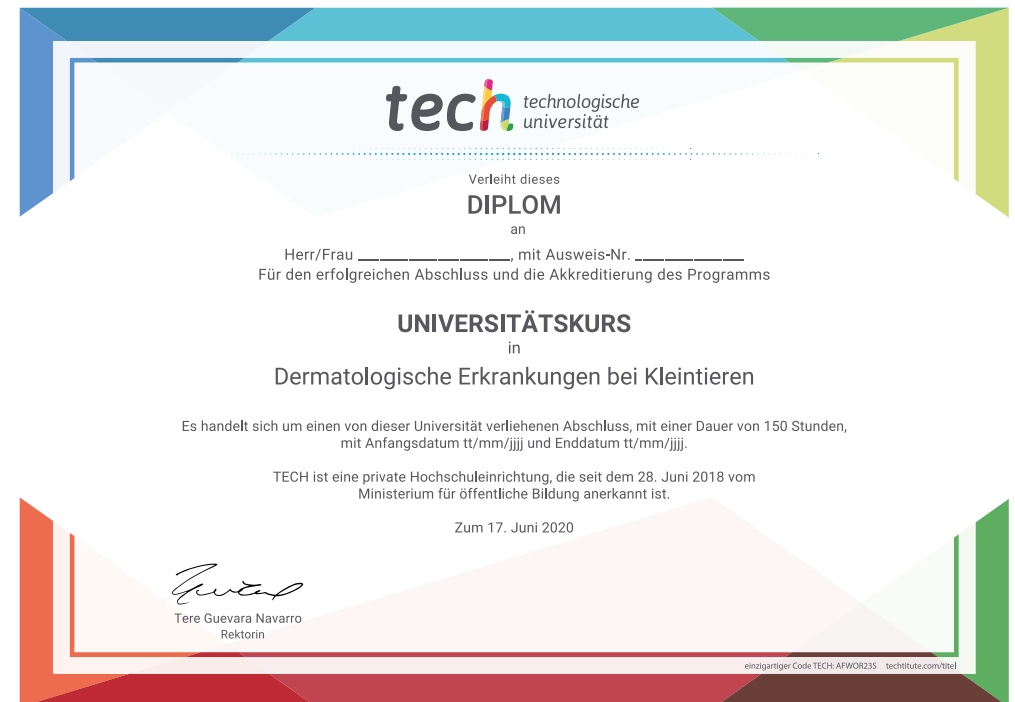 tech technologische
universität
Verleiht dieses
DIPLOM
an
Herr/Frau ____________________, mit Ausweis-Nr. ______________
Für den erfolgreichen Abschluss und die Akkreditierung des Programms
UNIVERSITÄTSKURS
in
Dermatologische Erkrankungen bei Kleintieren
Es handelt sich um einen von dieser Universität verliehenen Abschluss, mit einer Dauer von 150 Stunden,
mit Anfangsdatum tt/mm/jjjj und Enddatum tt/mm/jjjj.
TECH ist eine private Hochschuleinrichtung, die seit dem 28. Juni 2018 vom
Ministerium für öffentliche Bildung anerkannt ist.
Zum 17. Juni 2020
Tere Guevara Navarro
Rektorin
einzigartiger Code TECH: AFWOR23S techtitute.com/titel